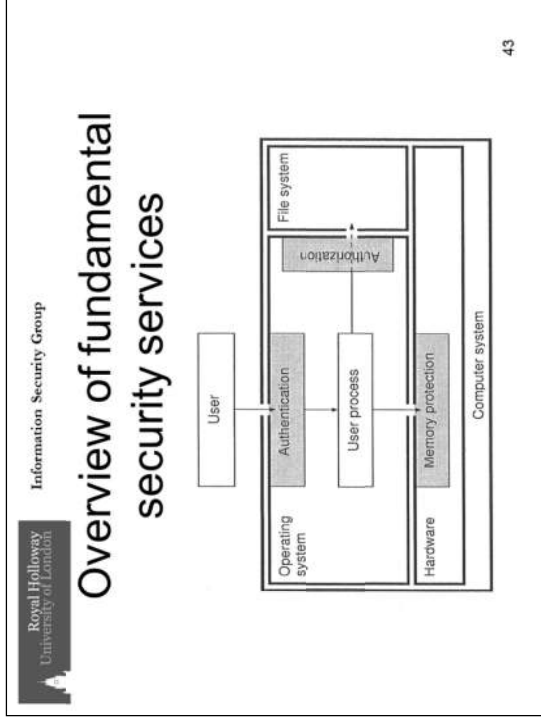 Royal Holloway
University of London
Information Security Group
Overview of fundamental
security services
User
Operating
system
Authentication
User process
Authorization
File system
Hardware
Memory protection
Computer system
43